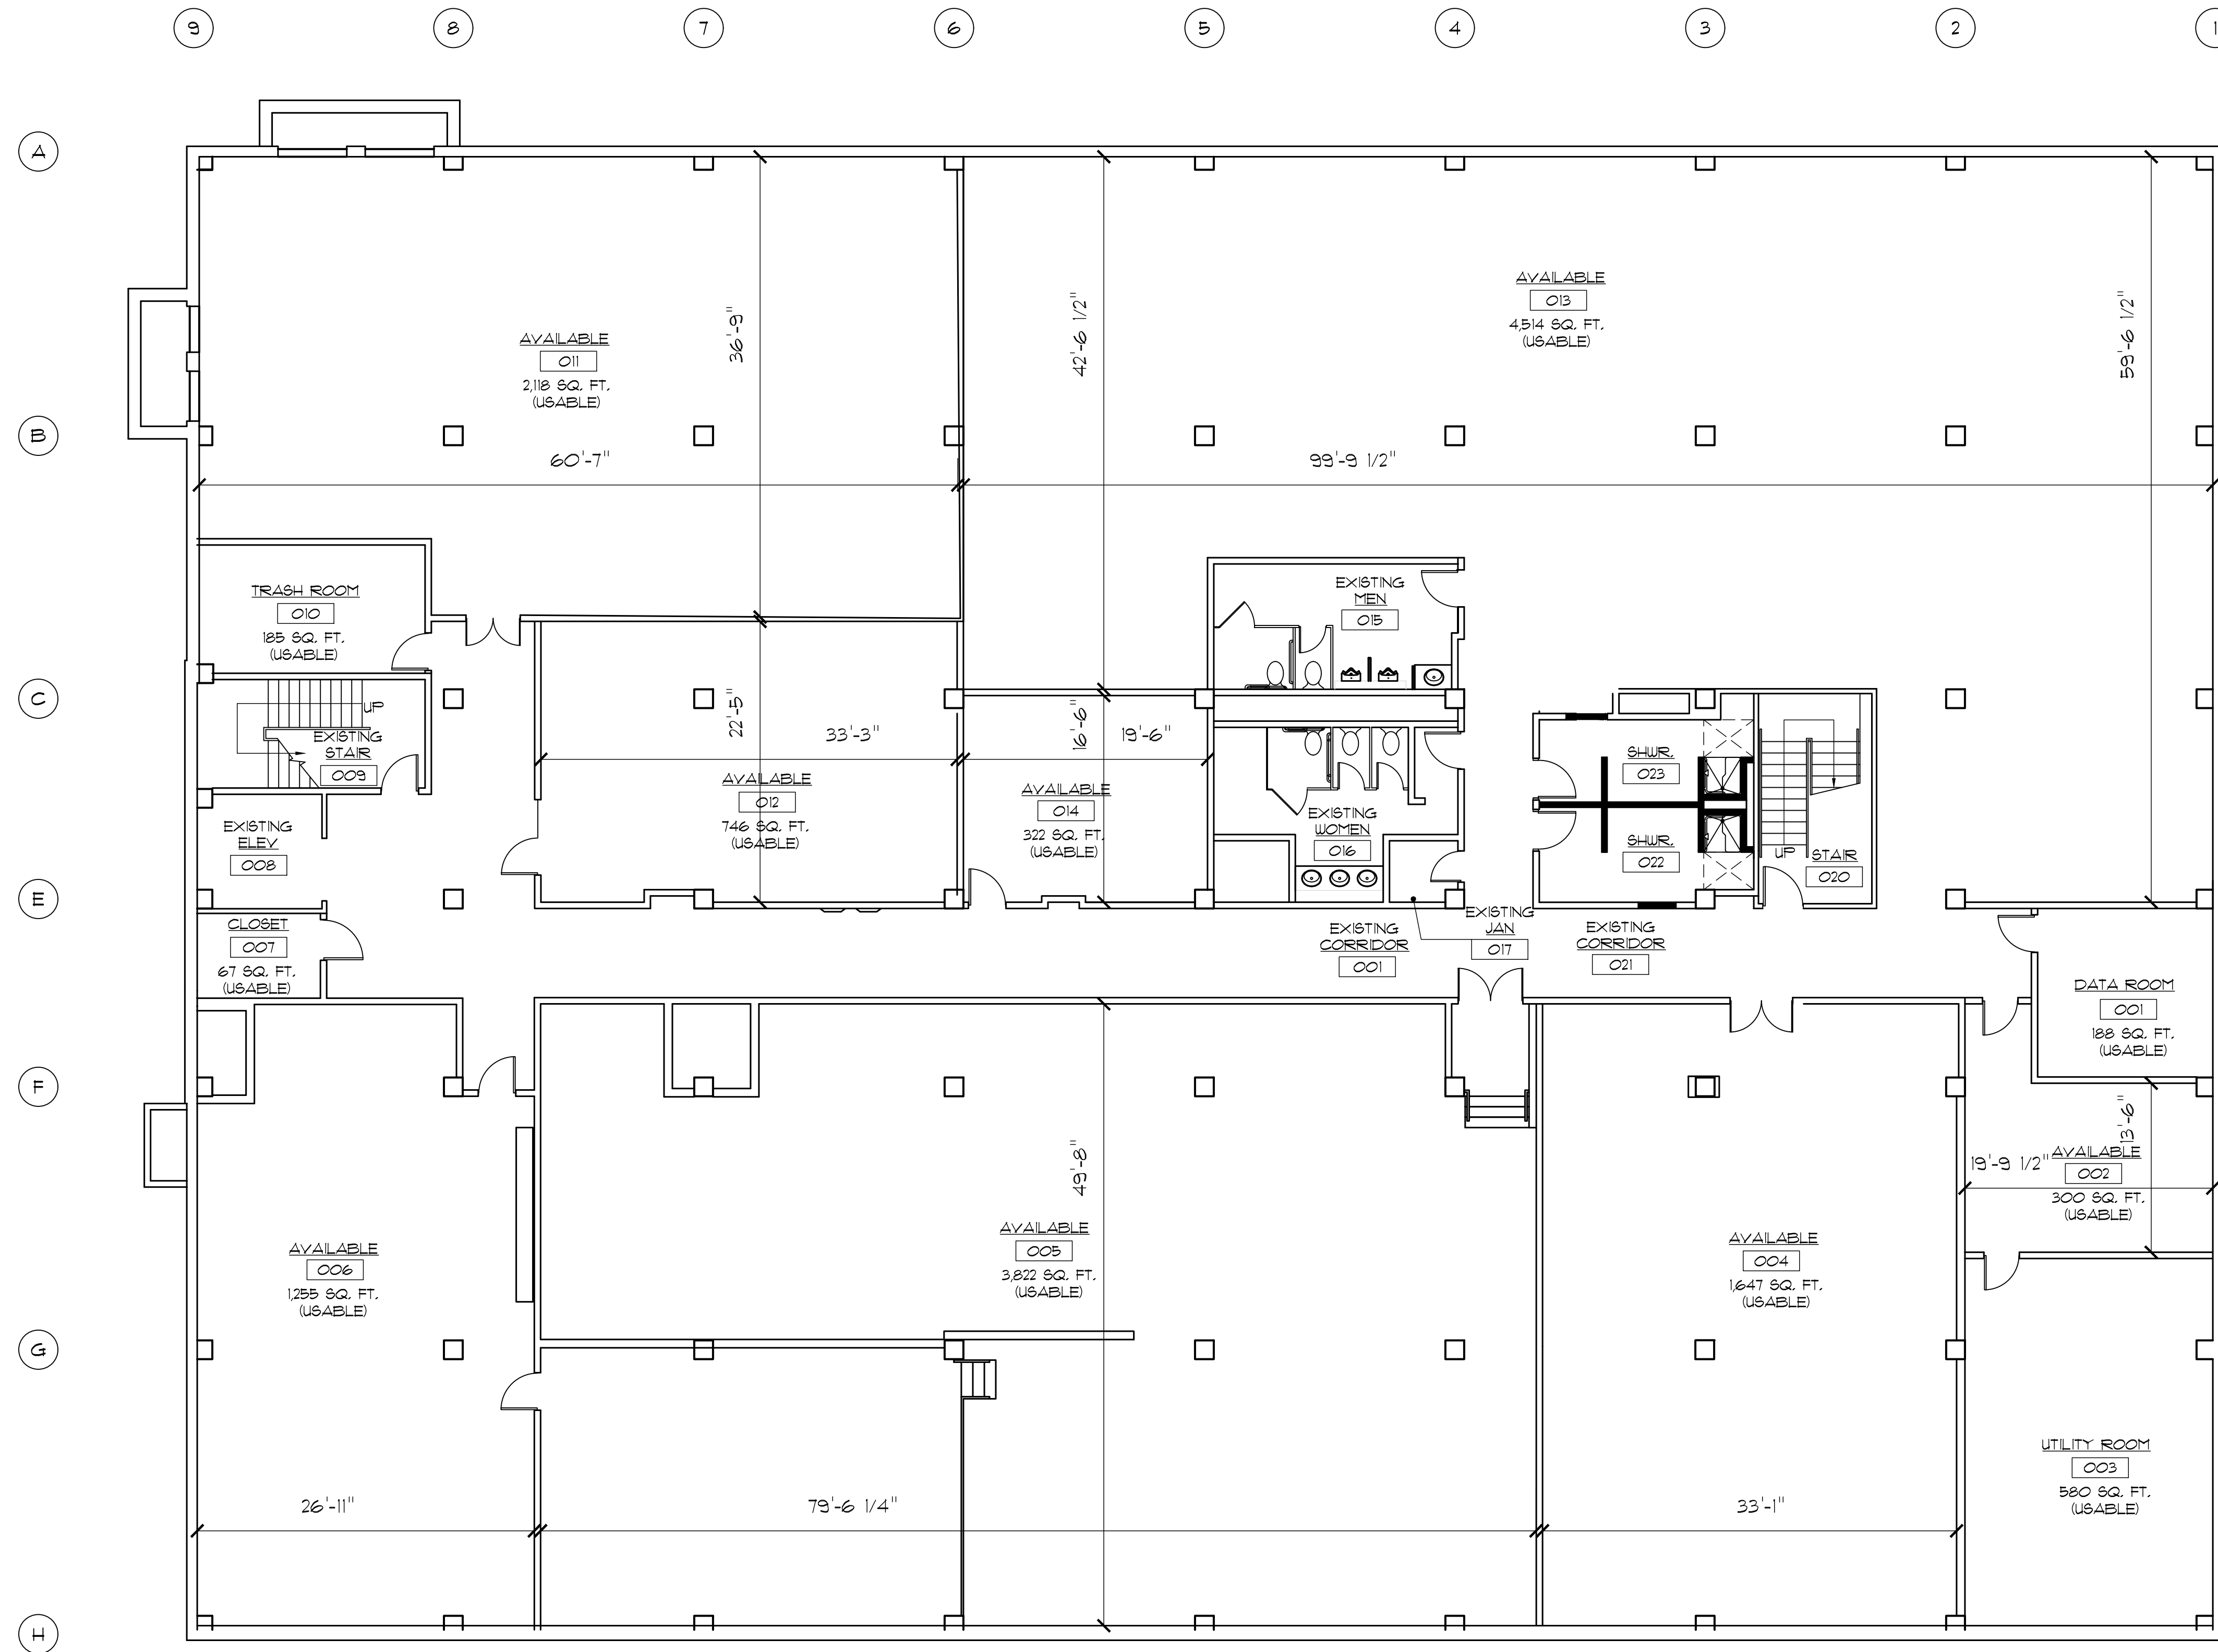 9 8 7 6 5 4 3 2 1
A
B
C
E
F
G
H
AVAILABLE
011
2,118 SQ. FT.
(USABLE)
36'-9"
60'-7"
42'-6 1/2"
AVAILABLE
013
4,514 SQ. FT.
(USABLE)
99'-9 1/2"
59'-6 1/2"
TRASH ROOM
010
185 SQ. FT.
(USABLE)
UP
EXISTING
STAIR
009
EXISTING
ELEV
008
CLOSET
007
67 SQ. FT.
(USABLE)
22'-5"
33'-3"
AVAILABLE
012
746 SQ. FT.
(USABLE)
16'-6"
19'-6"
AVAILABLE
014
322 SQ. FT.
(USABLE)
EXISTING
MEN
015
EXISTING
WOMEN
016
SHWR.
023
SHWR.
022
UP
STAIR
020
EXISTING
CORRIDOR
001
EXISTING
JAN
017
EXISTING
CORRIDOR
021
DATA ROOM
001
188 SQ. FT.
(USABLE)
13'-6"
19'-9 1/2"
AVAILABLE
002
300 SQ. FT.
(USABLE)
49'-8"
AVAILABLE
006
1,255 SQ. FT.
(USABLE)
AVAILABLE
005
3,822 SQ. FT.
(USABLE)
AVAILABLE
004
1,647 SQ. FT.
(USABLE)
UTILITY ROOM
003
580 SQ. FT.
(USABLE)
26'-11"
79'-6 1/4"
33'-1"